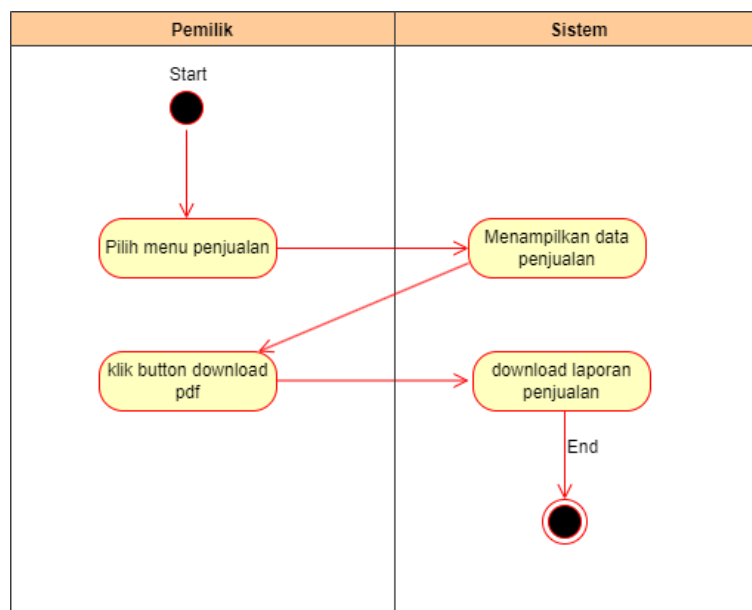 Pemilik
Sistem
Start
Pilih menu penjualan
Menampilkan data
penjualan
klik button download
pdf
download laporan
penjualan
End